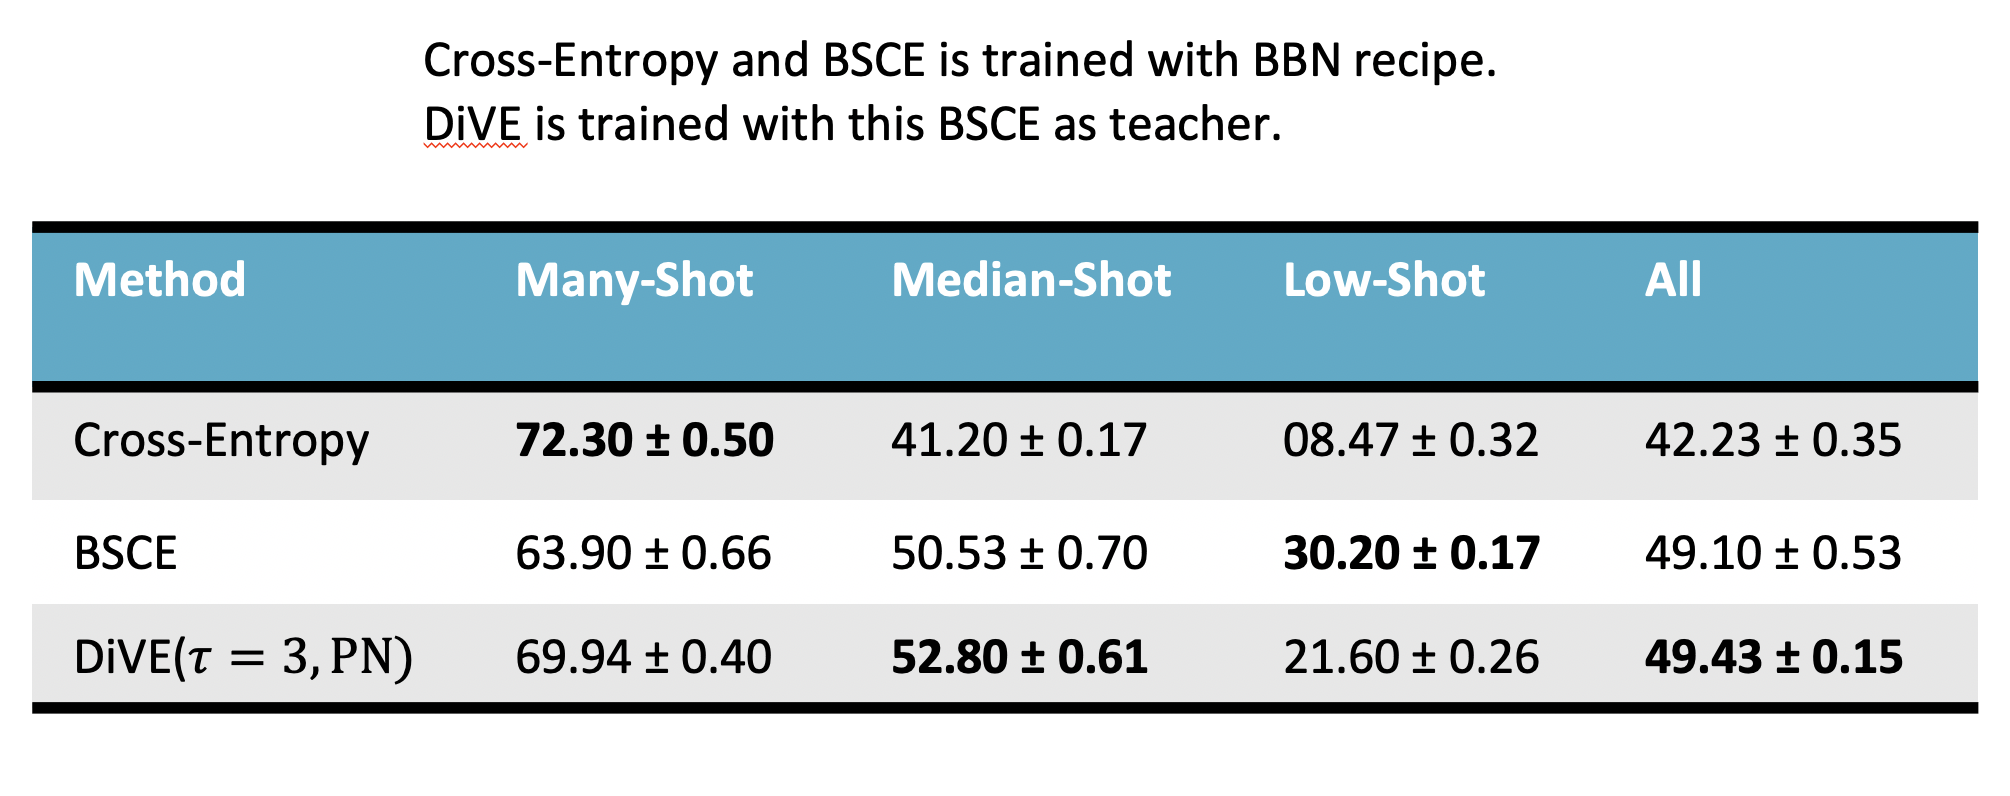 Cross-Entropy and BSCE is trained with BBN recipe.
DiVE is trained with this BSCE as teacher.
Method Many-Shot Median-Shot Low-Shot All
Cross-Entropy 72.30 ± 0.50 41.20 ± 0.17 08.47 ± 0.32 42.23 ± 0.35
BSCE 63.90 ± 0.66 50.53 ± 0.70 30.20 ± 0.17 49.10 ± 0.53
DiVE(τ = 3, PN) 69.94 ± 0.40 52.80 ± 0.61 21.60 ± 0.26 49.43 ± 0.15